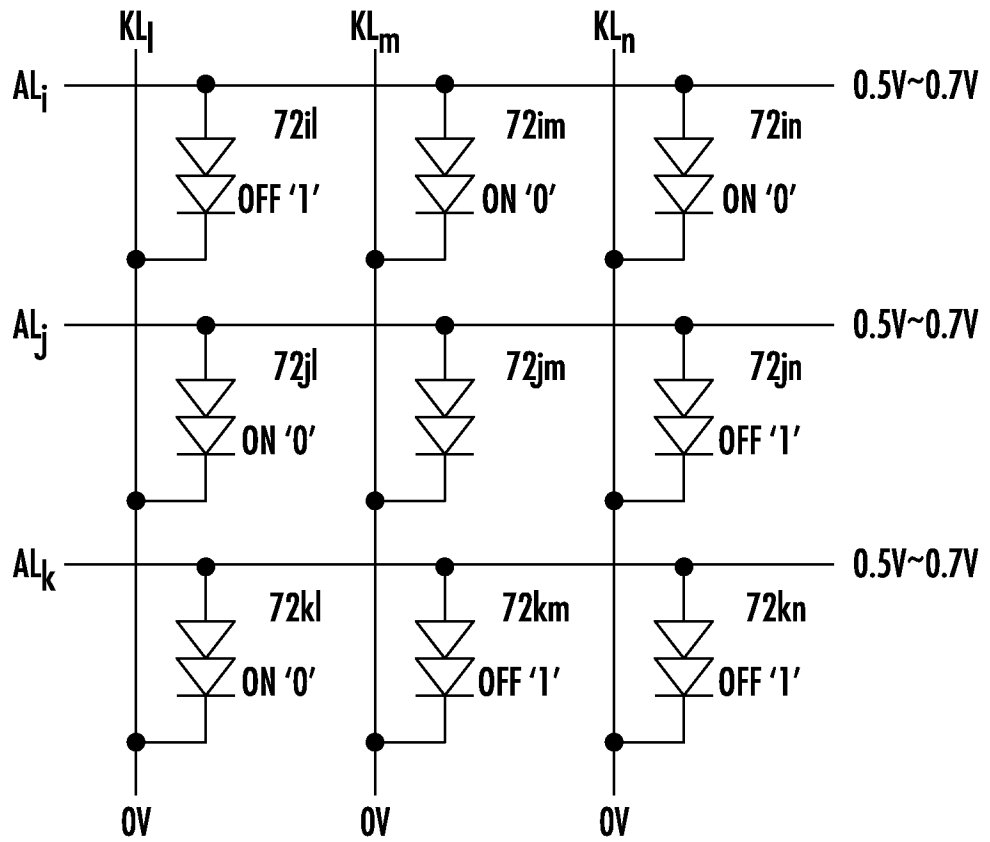 KLl KLm KLn
ALi 0.5V~0.7V
72il 72im 72in
OFF ‘1’ ON ‘0’ ON ‘0’
ALj 0.5V~0.7V
72jl 72jm 72jn
ON ‘0’ OFF ‘1’
ALk 0.5V~0.7V
72kl 72km 72kn
ON ‘0’ OFF ‘1’ OFF ‘1’
0V 0V 0V